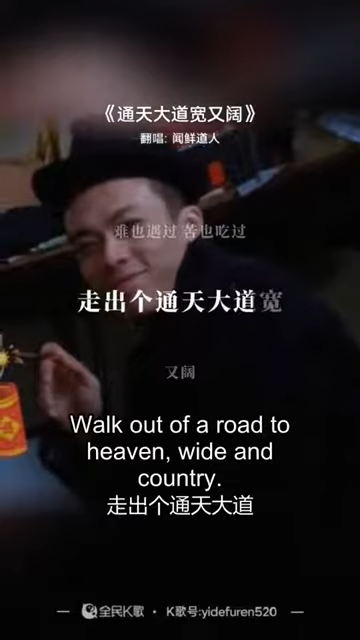 《通天大道宽又阔》
翻唱: 闻鲜道人
难也遇过 苦也吃过
走出个通天大道宽
又阔
Walk out of a road to
heaven, wide and
country.
走出个通天大道
全民K歌 • K歌号:yidefuren520